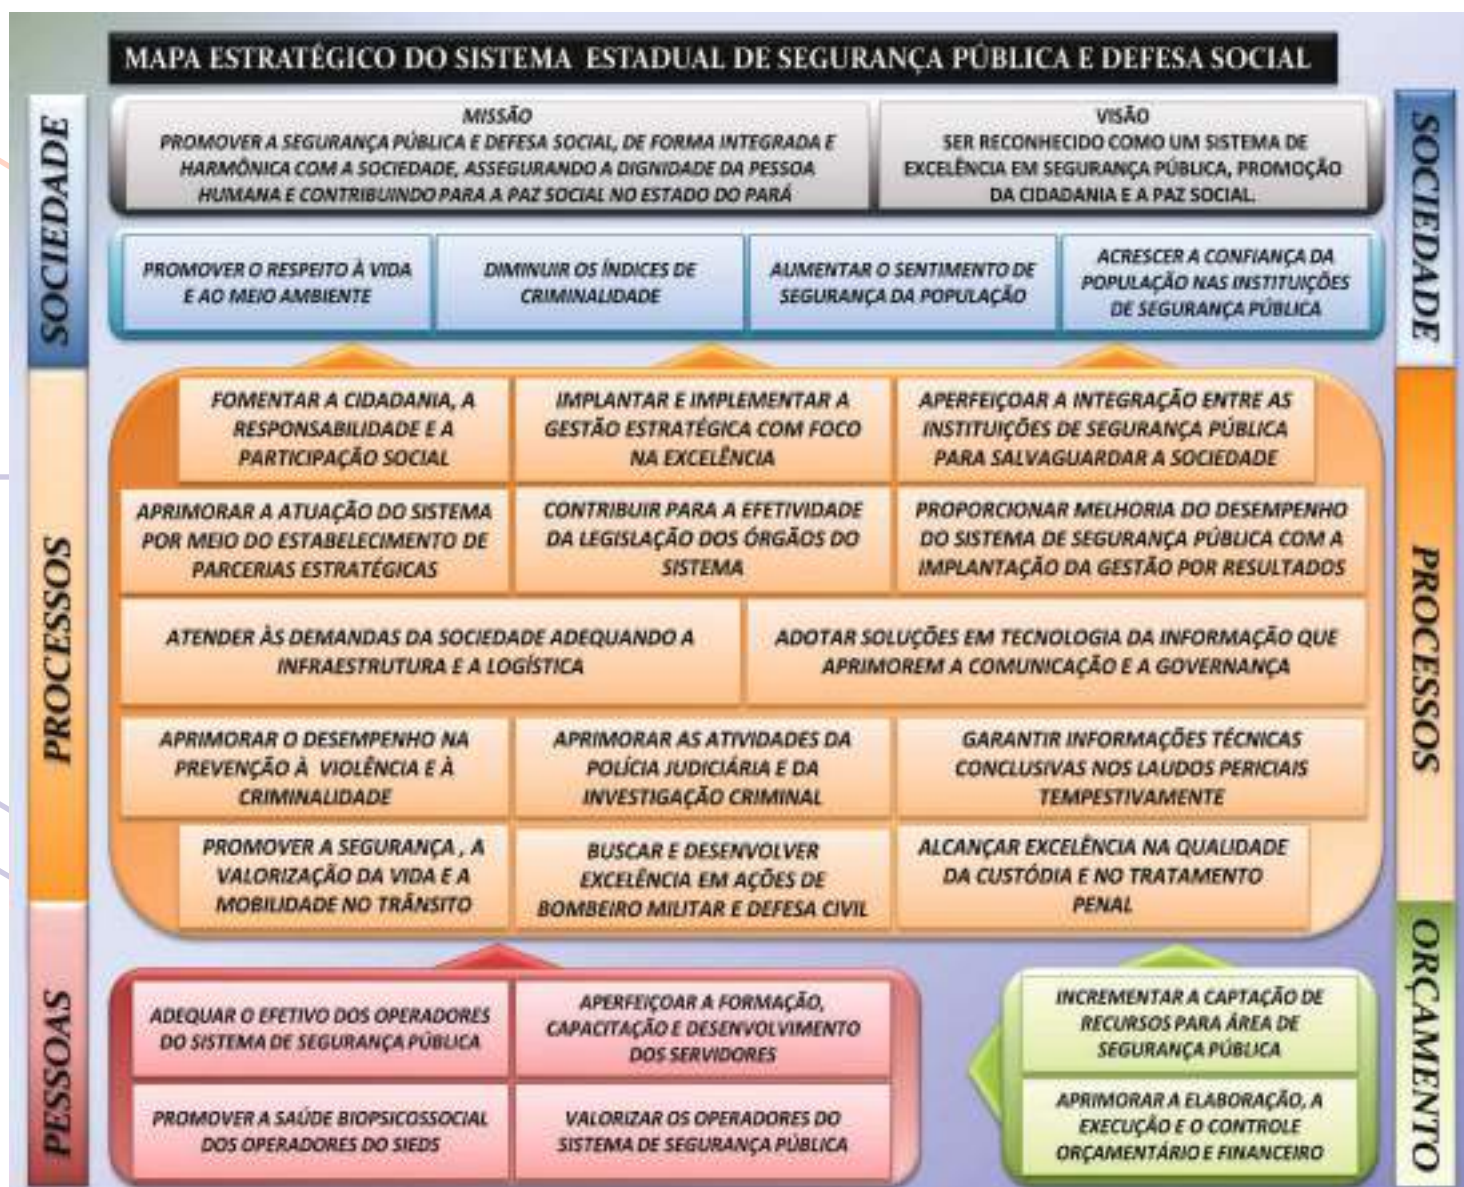 MAPA ESTRATÉGICO DO SISTEMA ESTADUAL DE SEGURANÇA PÚBLICA E DEFESA SOCIAL
SOCIEDADE
MISSÃO
PROMOVER A SEGURANÇA PÚBLICA E DEFESA SOCIAL, DE FORMA INTEGRADA E
HARMÔNICA COM A SOCIEDADE, ASSEGURANDO A DIGNIDADE DA PESSOA
HUMANA E CONTRIBUINDO PARA A PAZ SOCIAL NO ESTADO DO PARÁ
VISÃO
SER RECONHECIDO COMO UM SISTEMA DE
EXCELÊNCIA EM SEGURANÇA PÚBLICA, PROMOÇÃO
DA CIDADANIA E A PAZ SOCIAL.
SOCIEDADE
PROMOVER O RESPEITO À VIDA
E AO MEIO AMBIENTE
DIMINUIR OS ÍNDICES DE
CRIMINALIDADE
AUMENTAR O SENTIMENTO DE
SEGURANÇA DA POPULAÇÃO
ACRESCER A CONFIANÇA DA
POPULAÇÃO NAS INSTITUIÇÕES
DE SEGURANÇA PÚBLICA
PROCESSOS
FOMENTAR A CIDADANIA, A
RESPONSABILIDADE E A
PARTICIPAÇÃO SOCIAL
IMPLANTAR E IMPLEMENTAR A
GESTÃO ESTRATÉGICA COM FOCO
NA EXCELÊNCIA
APERFEIÇOAR A INTEGRAÇÃO ENTRE AS
INSTITUIÇÕES DE SEGURANÇA PÚBLICA
PARA SALVAGUARDAR A SOCIEDADE
PROCESSOS
APRIMORAR A ATUAÇÃO DO SISTEMA
POR MEIO DO ESTABELECIMENTO DE
PARCERIAS ESTRATÉGICAS
CONTRIBUIR PARA A EFETIVIDADE
DA LEGISLAÇÃO DOS ÓRGÃOS DO
SISTEMA
PROPORCIONAR MELHORIA DO DESEMPENHO
DO SISTEMA DE SEGURANÇA PÚBLICA COM A
IMPLANTAÇÃO DA GESTÃO POR RESULTADOS
ATENDER ÀS DEMANDAS DA SOCIEDADE ADEQUANDO A
INFRAESTRUTURA E A LOGÍSTICA
ADOTAR SOLUÇÕES EM TECNOLOGIA DA INFORMAÇÃO QUE
APRIMOREM A COMUNICAÇÃO E A GOVERNANÇA
APRIMORAR O DESEMPENHO NA
PREVENÇÃO À VIOLÊNCIA E À
CRIMINALIDADE
APRIMORAR AS ATIVIDADES DA
POLÍCIA JUDICIÁRIA E DA
INVESTIGAÇÃO CRIMINAL
GARANTIR INFORMAÇÕES TÉCNICAS
CONCLUSIVAS NOS LAUDOS PERICIAIS
TEMPESTIVAMENTE
PROMOVER A SEGURANÇA , A
VALORIZAÇÃO DA VIDA E A
MOBILIDADE NO TRÂNSITO
BUSCAR E DESENVOLVER
EXCELÊNCIA EM AÇÕES DE
BOMBEIRO MILITAR E DEFESA CIVIL
ALCANÇAR EXCELÊNCIA NA QUALIDADE
DA CUSTÓDIA E NO TRATAMENTO
PENAL
PESSOAS
ADEQUAR O EFETIVO DOS OPERADORES
DO SISTEMA DE SEGURANÇA PÚBLICA
APERFEIÇOAR A FORMAÇÃO,
CAPACITAÇÃO E DESENVOLVIMENTO
DOS SERVIDORES
PROMOVER A SAÚDE BIOPSICOSSOCIAL
DOS OPERADORES DO SIEDS
VALORIZAR OS OPERADORES DO
SISTEMA DE SEGURANÇA PÚBLICA
INCREMENTAR A CAPTAÇÃO DE
RECURSOS PARA ÁREA DE
SEGURANÇA PÚBLICA
APRIMORAR A ELABORAÇÃO, A
EXECUÇÃO E O CONTROLE
ORÇAMENTÁRIO E FINANCEIRO
ORÇAMENTO